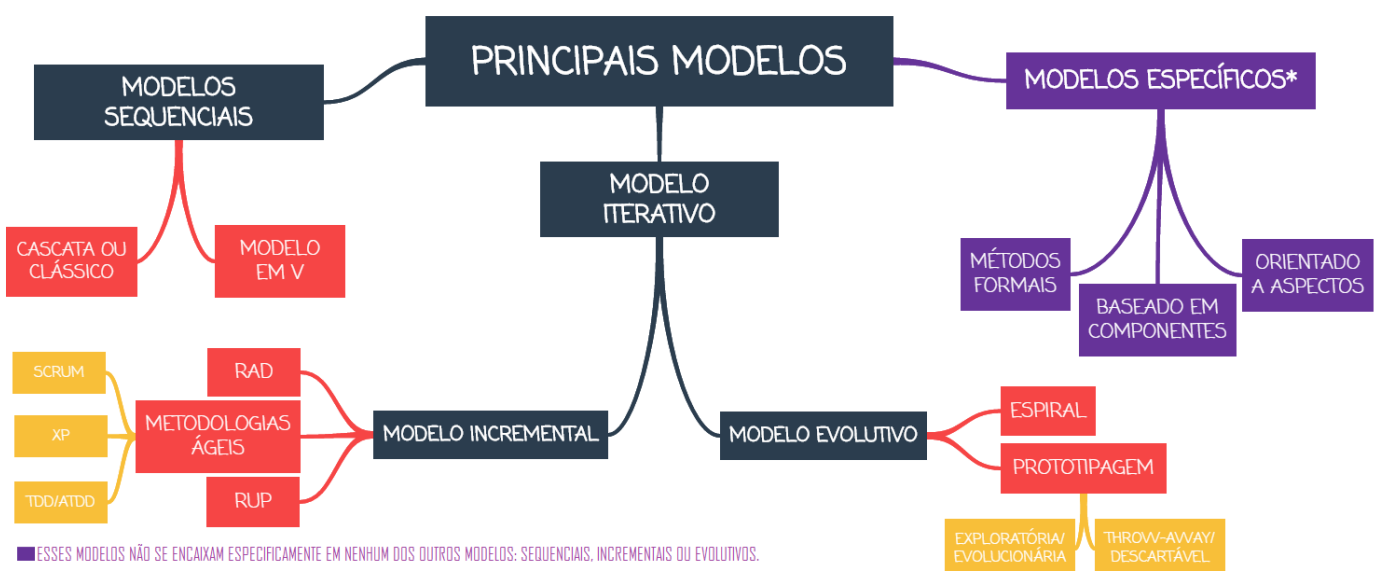 PRINCIPAIS MODELOS
MODELOS
SEQUENCIAIS
MODELOS ESPECÍFICOS*
MODELO
ITERATIVO
CASCATA OU
CLÁSSICO
MODELO
EM V
MÉTODOS
FORMAIS
BASEADO EM
COMPONENTES
ORIENTADO
A ASPECTOS
SCRUM
XP
TDD/ATDD
RAD
METODOLOGIAS
ÁGEIS
RUP
MODELO INCREMENTAL
MODELO EVOLUTIVO
ESPIRAL
PROTOTIPAGEM
EXPLORATÓRIA/
EVOLUCIONÁRIA
THROW-AWAY/
DESCARTÁVEL
ESSES MODELOS NÃO SE ENCAIXAM ESPECIFICAMENTE EM NENHUM DOS OUTROS MODELOS: SEQUENCIAIS, INCREMENTAIS OU EVOLUTIVOS.